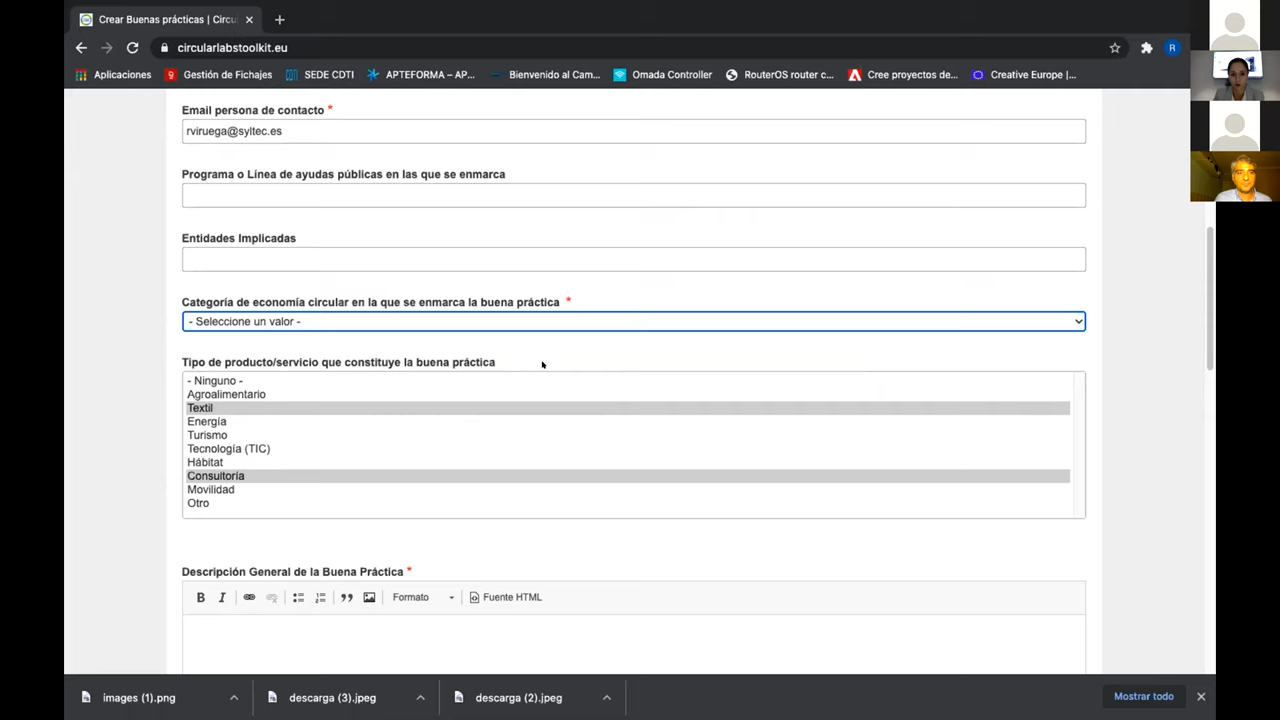 Crear Buenas prácticas | Circu
circularlabstoolkit.eu
R
Aplicaciones
Gestión de Fichajes
SEDE CDTI
APTEFORMA – AP...
Bienvenido al Cam...
Omada Controller
RouterOS router c...
Cree proyectos de...
Creative Europe |...
Email persona de contacto *
rviruega@syltec.es
Programa o Línea de ayudas públicas en las que se enmarca
Entidades Implicadas
Categoría de economía circular en la que se enmarca la buena práctica *
- Seleccione un valor -
Tipo de producto/servicio que constituye la buena práctica
- Ninguno -
Agroalimentario
Textil
Energía
Turismo
Tecnología (TIC)
Hábitat
Consultoría
Movilidad
Otro
Descripción General de la Buena Práctica *
B I Formato Fuente HTML
images (1).png
descarga (3).jpeg
descarga (2).jpeg
Mostrar todo